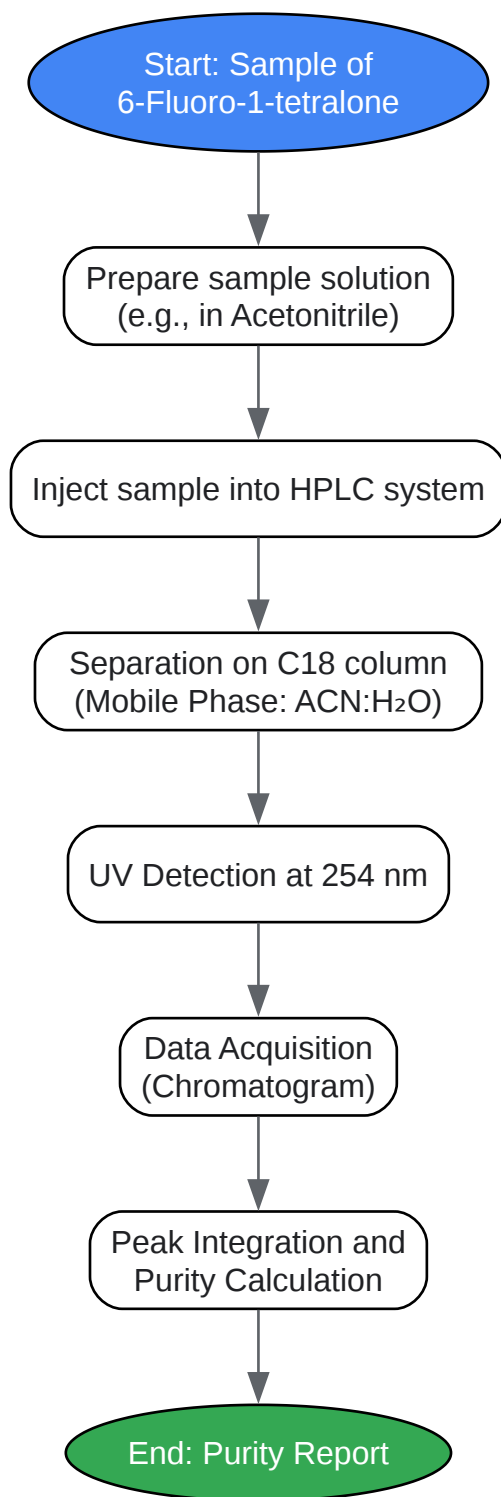 Start: Sample of
6-Fluoro-1-tetralone
Prepare sample solution
(e.g., in Acetonitrile)
Inject sample into HPLC system
Separation on C18 column
(Mobile Phase: ACN:H₂O)
UV Detection at 254 nm
Data Acquisition
(Chromatogram)
Peak Integration and
Purity Calculation
End: Purity Report